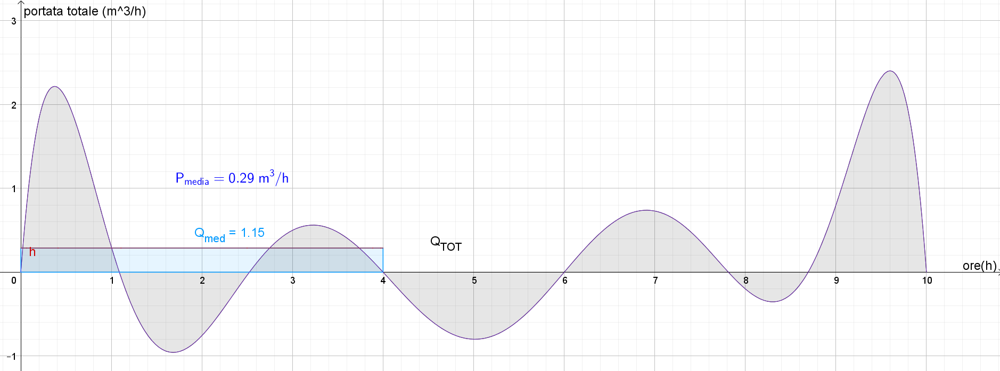 portata totale (m^3/h)
3
2
P_media = 0.29 m^3/h
1
Q_med = 1.15
h
Q_TOT
ore(h)
0 1 2 3 4 5 6 7 8 9 10
−1